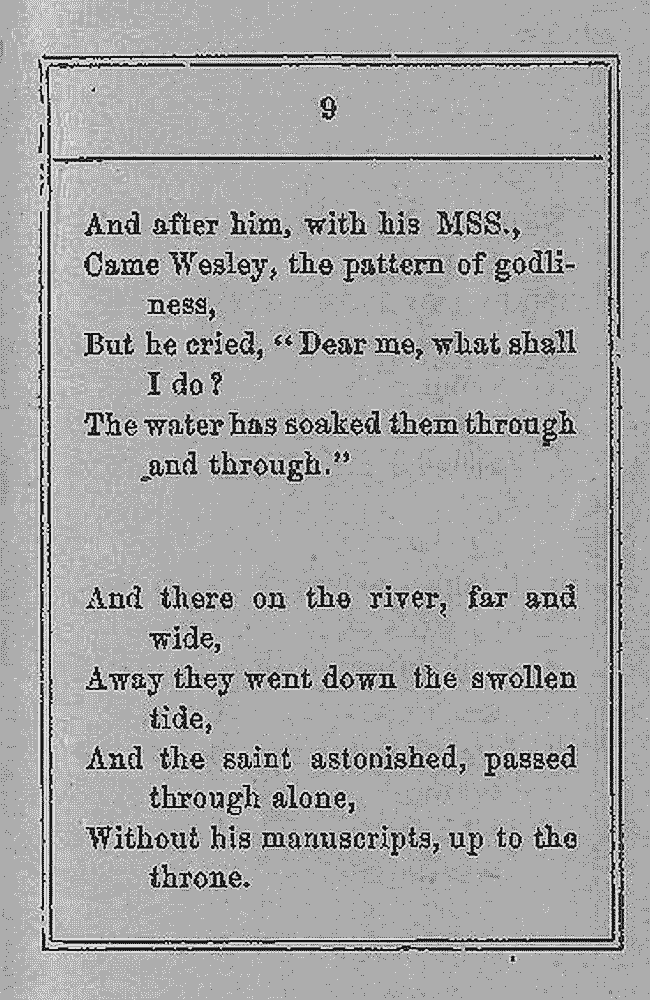 9
And after him, with his MSS.,
Came Wesley, the pattern of godli-
ness,
But he cried, “Dear me, what shall
I do?
The water has soaked them through
and through.”
And there on the river, far and
wide,
Away they went down the swollen
tide,
And the saint astonished, passed
through alone,
Without his manuscripts, up to the
throne.